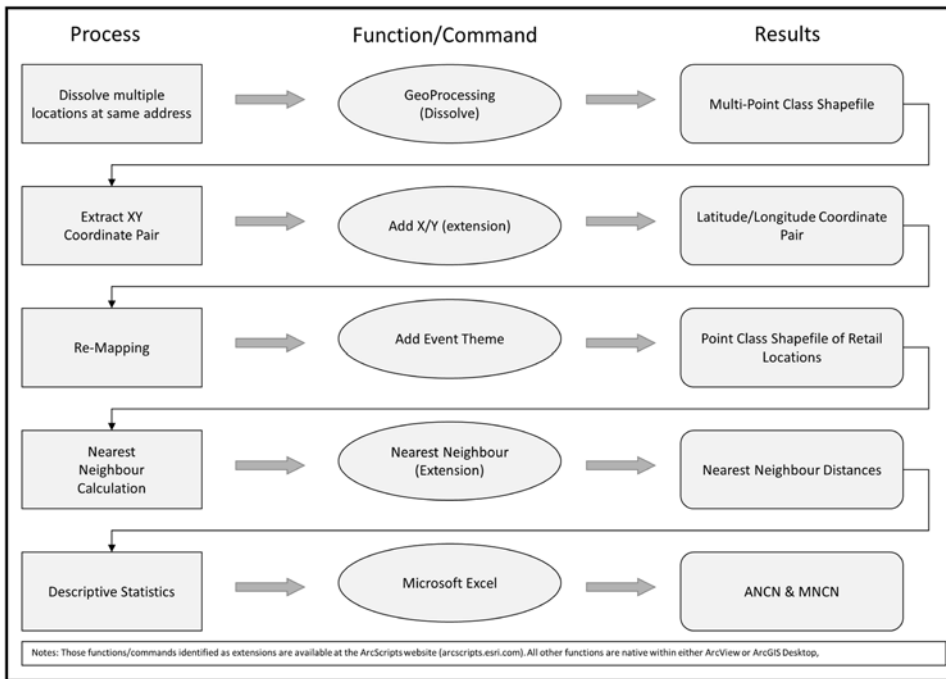 Process
Function/Command
Results
Dissolve multiple
locations at same address
GeoProcessing
(Dissolve)
Multi-Point Class Shapefile
Extract XY
Coordinate Pair
Add X/Y (extension)
Latitude/Longitude Coordinate
Pair
Re-Mapping
Add Event Theme
Point Class Shapefile of Retail
Locations
Nearest
Neighbour
Calculation
Nearest Neighbour
(Extension)
Nearest Neighbour Distances
Descriptive Statistics
Microsoft Excel
ANCN & MNCN
Notes: Those functions/commands identified as extensions are available at the ArcScripts website (arcscripts.esri.com). All other functions are native within either ArcView or ArcGIS Desktop,